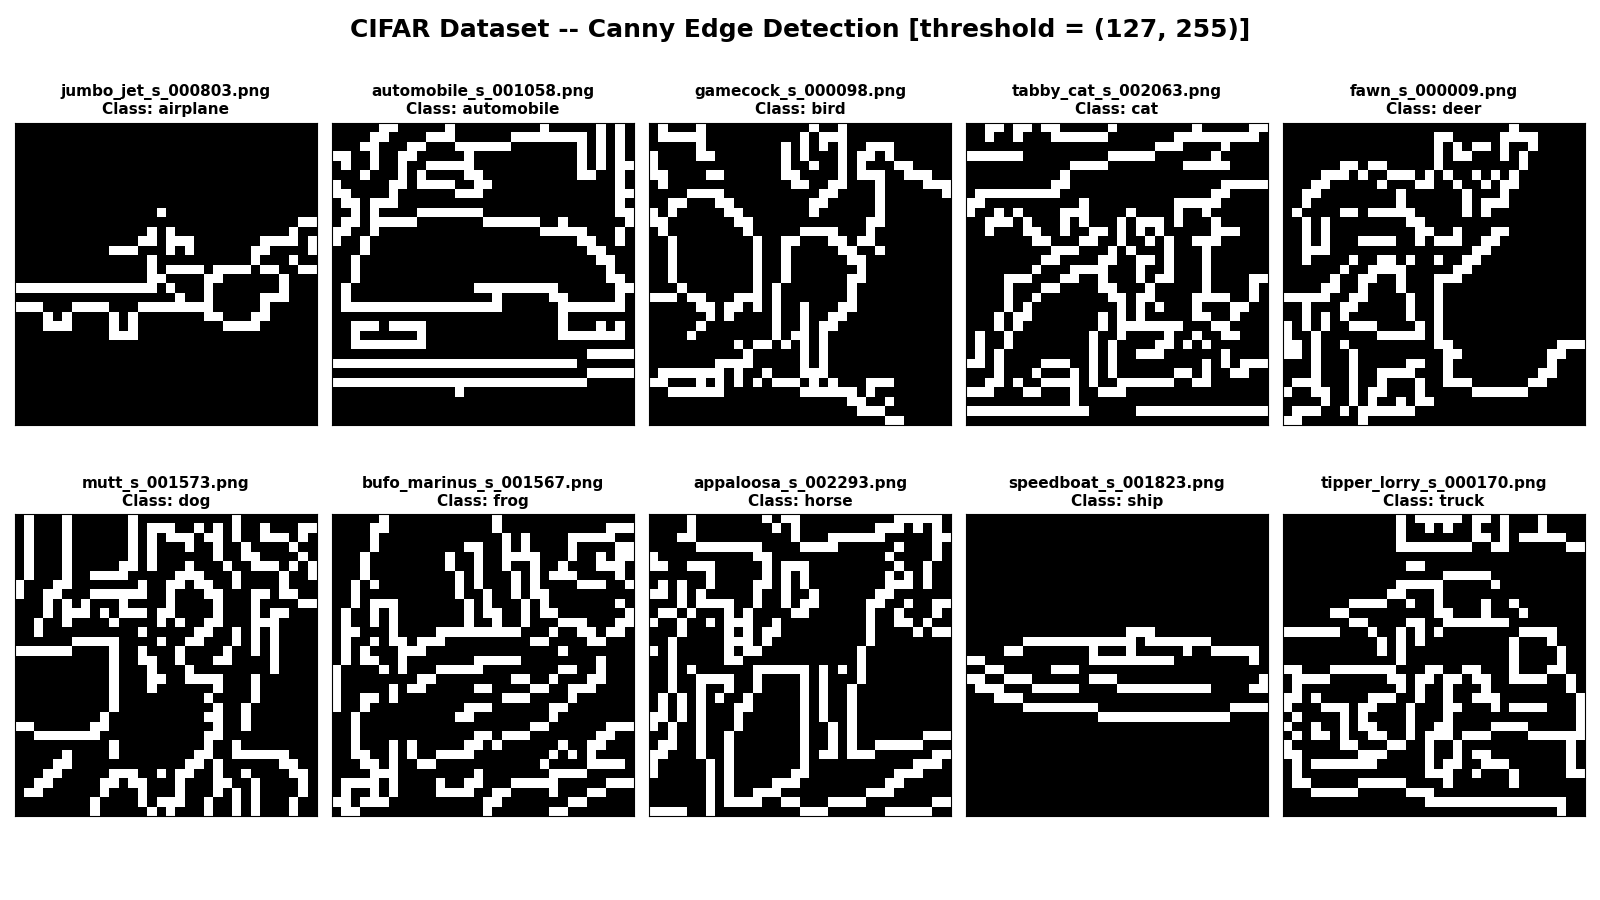 CIFAR Dataset -- Canny Edge Detection [threshold = (127, 255)]
jumbo_jet_s_000803.png
Class: airplane
automobile_s_001058.png
Class: automobile
gamecock_s_000098.png
Class: bird
tabby_cat_s_002063.png
Class: cat
fawn_s_000009.png
Class: deer
mutt_s_001573.png
Class: dog
bufo_marinus_s_001567.png
Class: frog
appaloosa_s_002293.png
Class: horse
speedboat_s_001823.png
Class: ship
tipper_lorry_s_000170.png
Class: truck